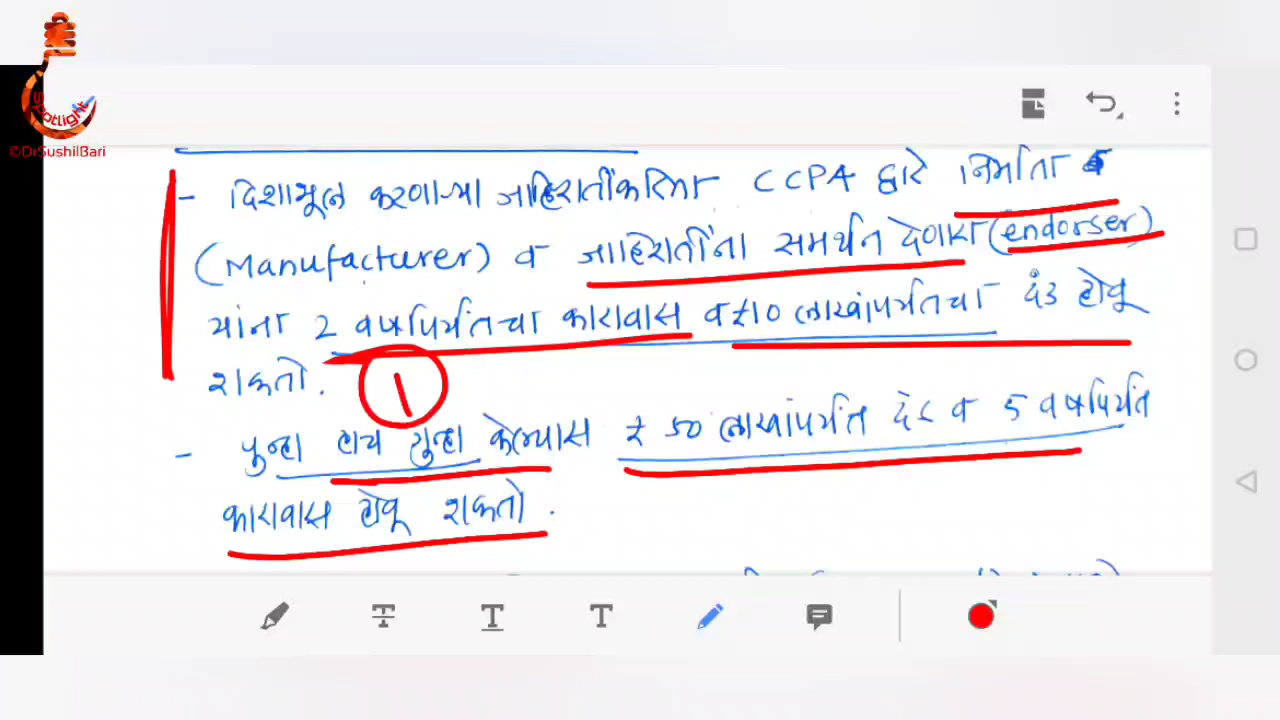 Spotlight
©DrSushilBari
- दिशाभूल करणाऱ्या जाहिरातींकरिता CCPA द्वारे निर्माता
(Manufacturer) व जाहिरातींना समर्थन देणारा (endorser)
यांना 2 वर्षापर्यंतचा कारावास व ₹10 लाखांपर्यंतचा दंड होवू
शकतो. 1
- पुन्हा हाच गुन्हा केल्यास ₹ 50 लाखांपर्यंत दंड व 5 वर्षापर्यंत
कारावास होवू शकतो.